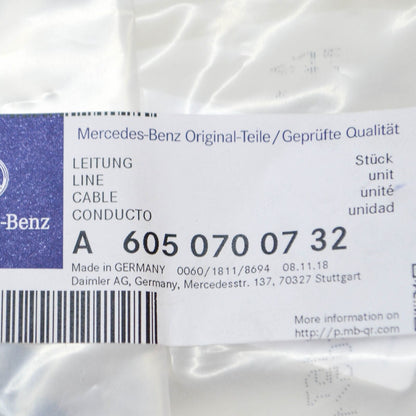 Mercedes-Benz Original-Teile/Geprüfte Qualität
LEITUNG Stück
LINE unit
CABLE unité
CONDUCTO unidad
-Benz
A 605 070 07 32
Made in GERMANY 0060/1811/8694 08.11.18
Daimler AG, Germany, Mercedesstr. 137, 70327 Stuttgart
More information on
http://p.mb-qr.com